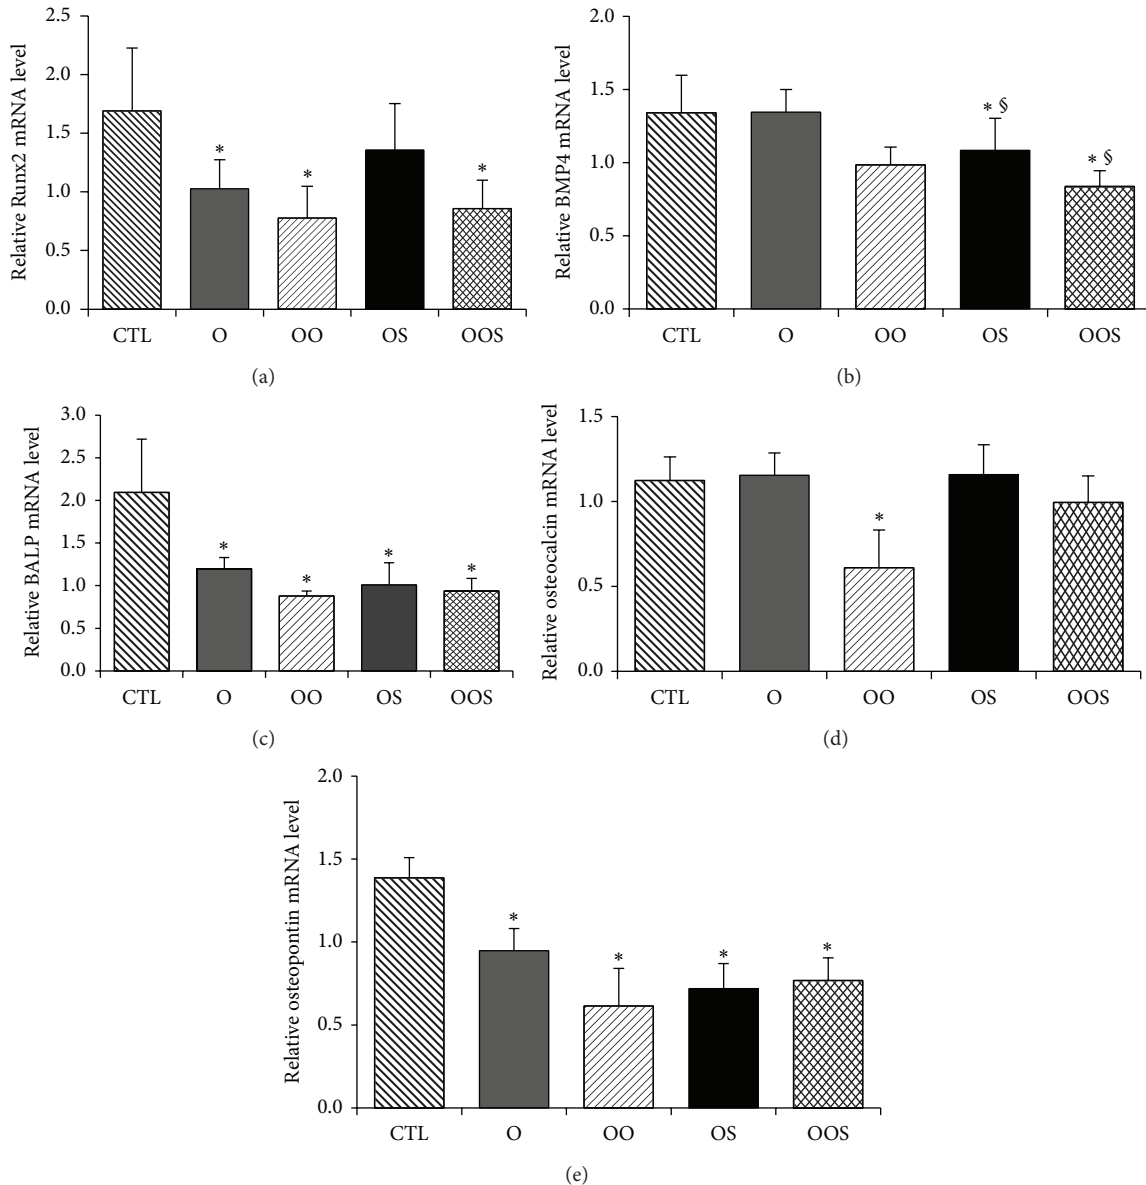 Relative Runx2 mRNA level
2.5
2.0
1.5
1.0
0.5
0.0
*
*
*
CTL O OO OS OOS
(a)
Relative BMP4 mRNA level
2.0
1.5
1.0
0.5
0.0
* §
* §
CTL O OO OS OOS
(b)
Relative BALP mRNA level
3.0
2.5
2.0
1.5
1.0
0.5
0.0
*
*
*
*
CTL O OO OS OOS
(c)
Relative osteocalcin mRNA level
1.5
1.0
0.5
0.0
*
CTL O OO OS OOS
(d)
Relative osteopontin mRNA level
2.0
1.5
1.0
0.5
0.0
*
*
*
*
CTL O OO OS OOS
(e)